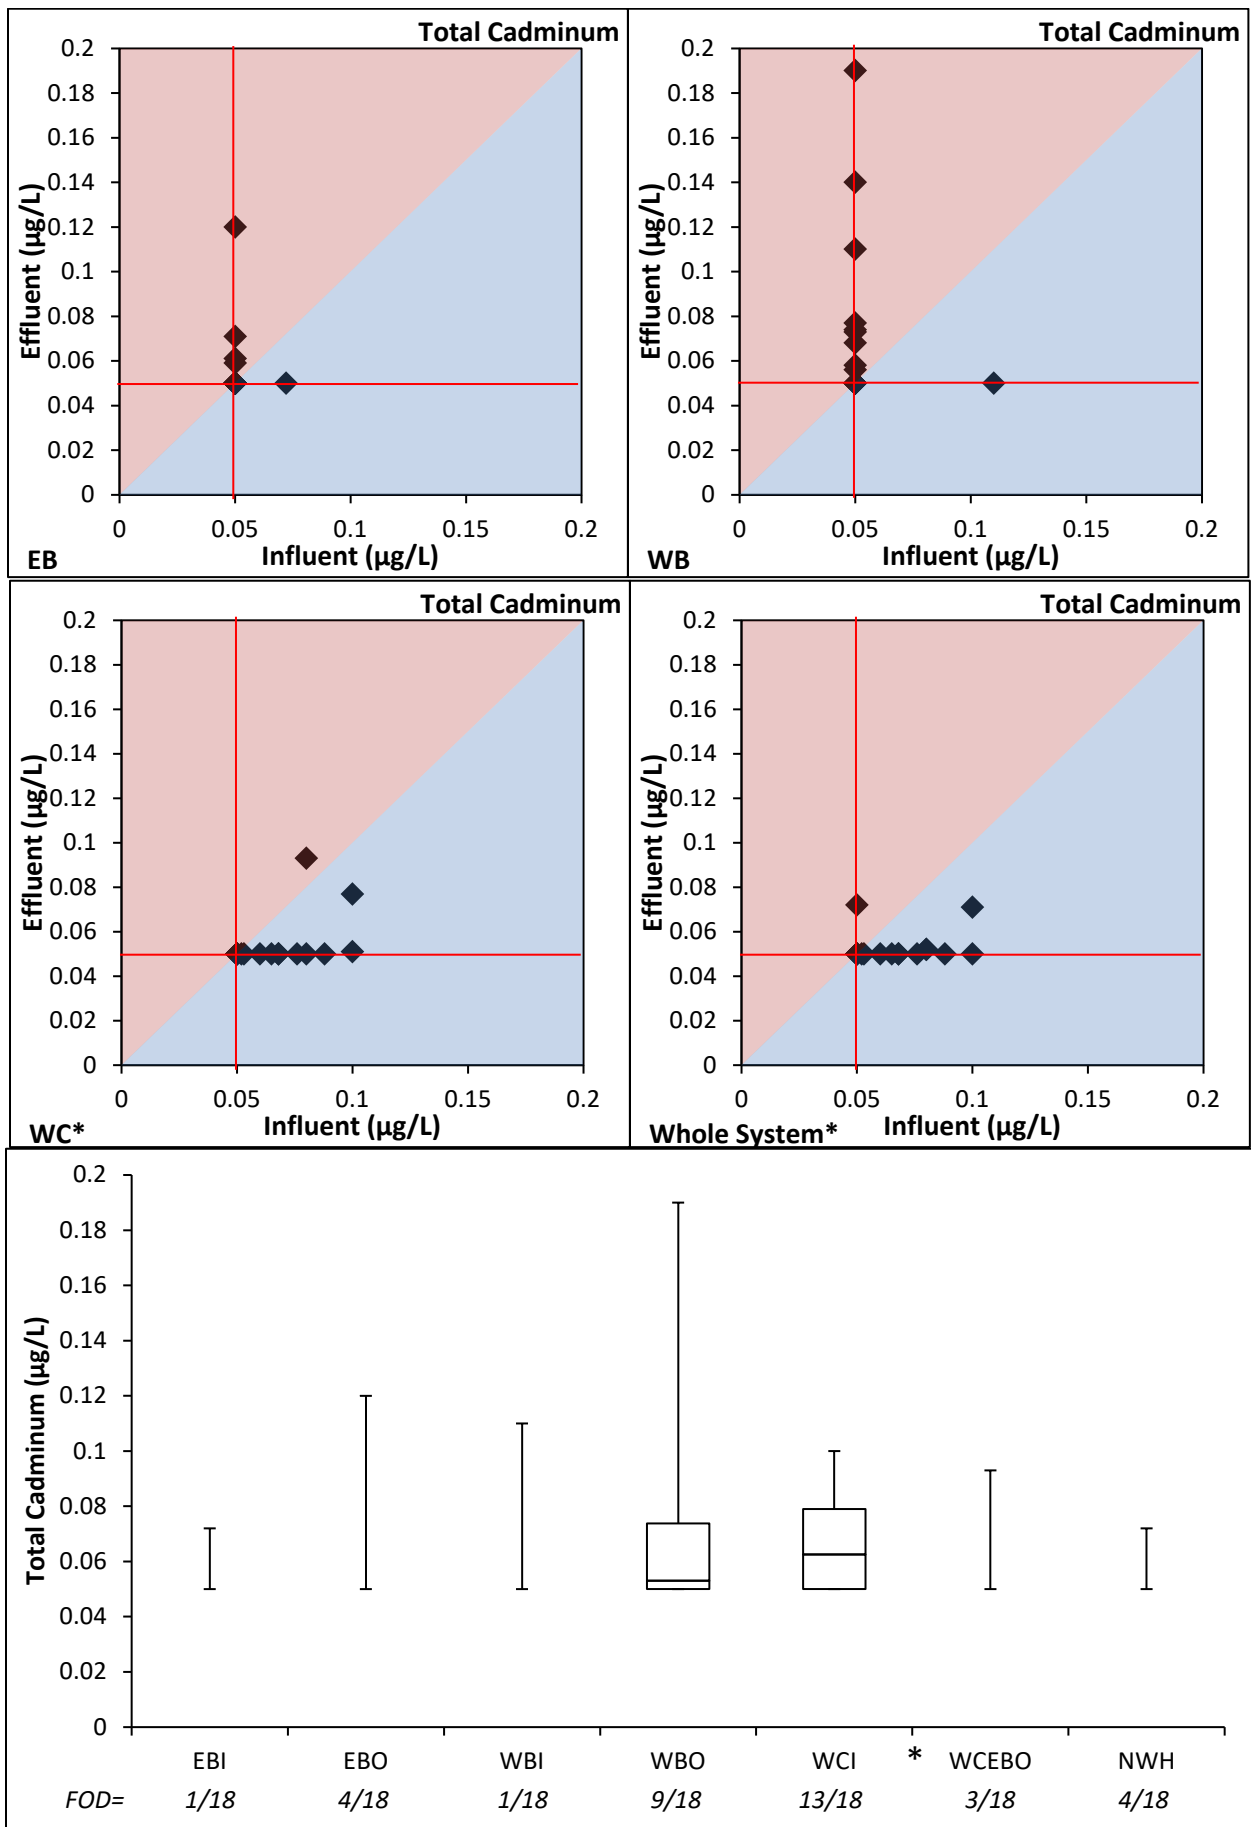 Total Cadminum
0.2
0.18
0.16
0.14
0.12
0.1
0.08
0.06
0.04
0.02
0
Effluent (µg/L)
0 0.05 0.1 0.15 0.2
Influent (µg/L)
EB
Total Cadminum
0.2
0.18
0.16
0.14
0.12
0.1
0.08
0.06
0.04
0.02
0
Effluent (µg/L)
0 0.05 0.1 0.15 0.2
Influent (µg/L)
WB
Total Cadminum
0.2
0.18
0.16
0.14
0.12
0.1
0.08
0.06
0.04
0.02
0
Effluent (µg/L)
0 0.05 0.1 0.15 0.2
Influent (µg/L)
WC*
Total Cadminum
0.2
0.18
0.16
0.14
0.12
0.1
0.08
0.06
0.04
0.02
0
Effluent (µg/L)
0 0.05 0.1 0.15 0.2
Influent (µg/L)
Whole System*
0.2
0.18
0.16
0.14
0.12
0.1
0.08
0.06
0.04
0.02
0
Total Cadminum (µg/L)
EBI EBO WBI WBO WCI * WCEBO NWH
FOD= 1/18 4/18 1/18 9/18 13/18 3/18 4/18